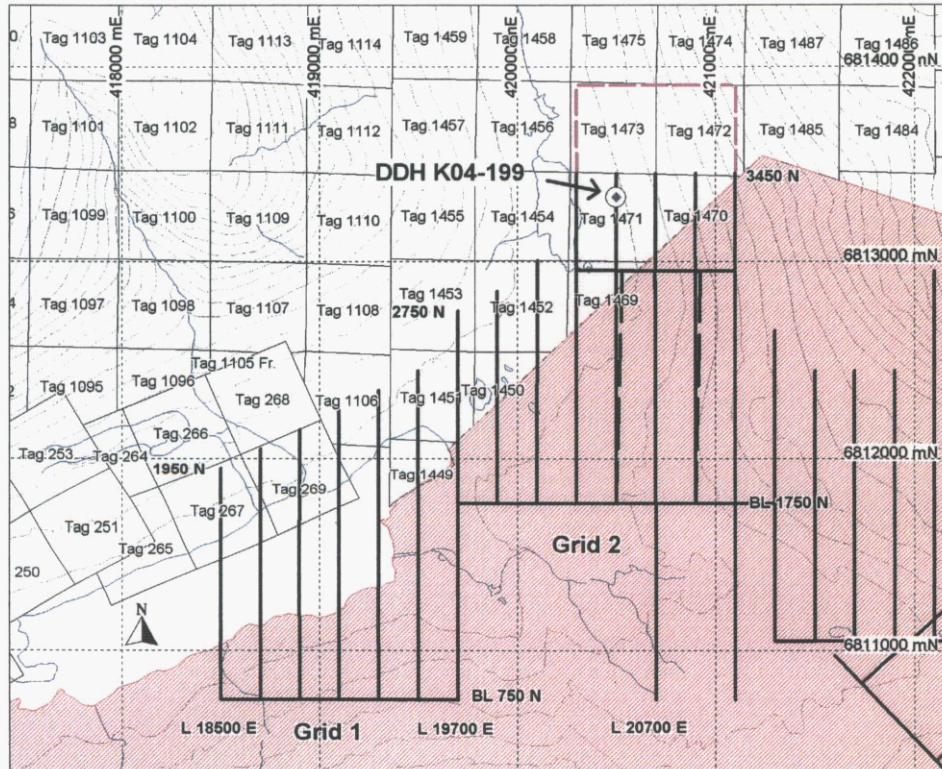 Tag 1103
Tag 1104
Tag 1113
Tag 1114
Tag 1459
Tag 1458
Tag 1475
Tag 1474
Tag 1487
Tag 1486
418000 mE
419000 mE
421000 mE
681400
mN
8
Tag 1101
Tag 1102
Tag 1111
Tag 1112
Tag 1457
Tag 1456
Tag 1473
Tag 1472
Tag 1485
Tag 1484
DDH K04-199
3450 N
6
Tag 1099
Tag 1100
Tag 1109
Tag 1110
Tag 1455
Tag 1454
Tag 1471
Tag 1470
6813000 mN
4
Tag 1097
Tag 1098
Tag 1107
Tag 1108
Tag 1453
2750 N
Tag 1452
Tag 1469
Tag 1105 Fr.
2
Tag 1095
Tag 1096
Tag 268
Tag 1106
Tag 1451
Tag 1450
Tag 253
Tag 264
Tag 266
1950 N
6812000 mN
Tag 269
Tag 1449
Tag 251
Tag 267
BL 1750 N
Tag 265
Grid 2
250
N
6811000 mN
BL 750 N
L 18500 E
Grid 1
L 19700 E
L 20700 E